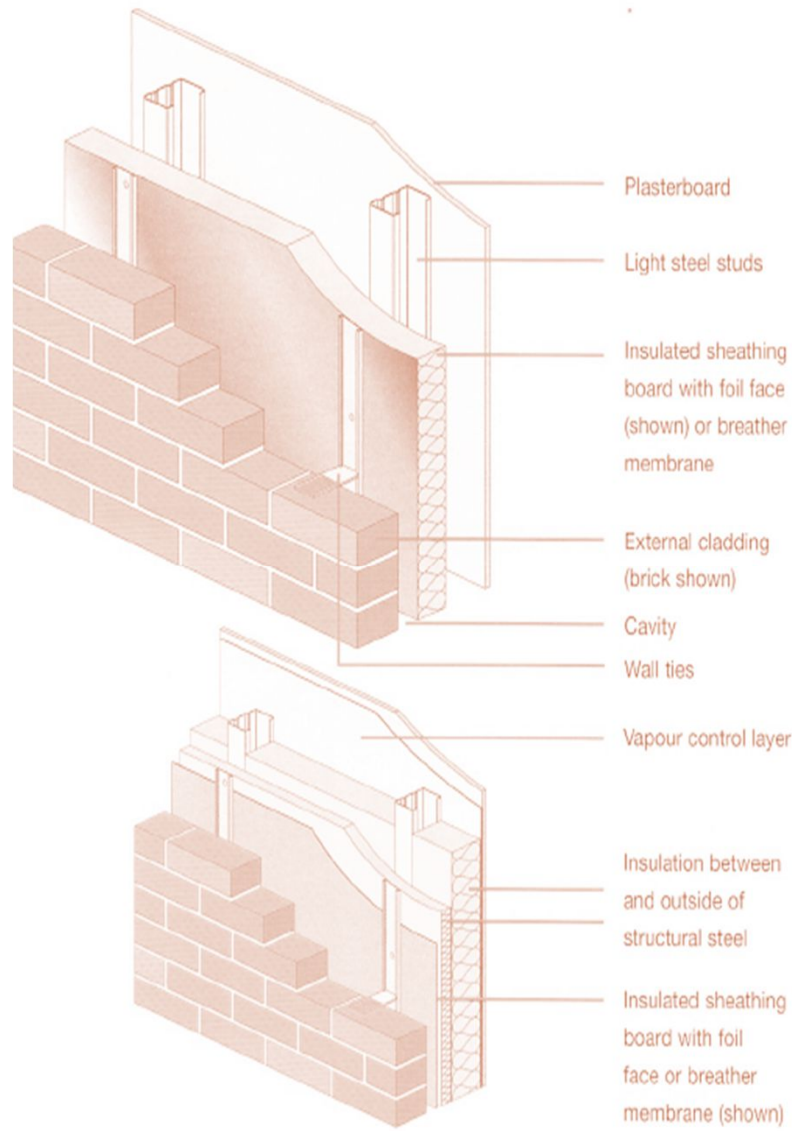 Plasterboard
Light steel studs
Insulated sheathing
board with foil face
(shown) or breather
membrane
External cladding
(brick shown)
Cavity
Wall ties
Vapour control layer
Insulation between
and outside of
structural steel
Insulated sheathing
board with foil
face or breather
membrane (shown)